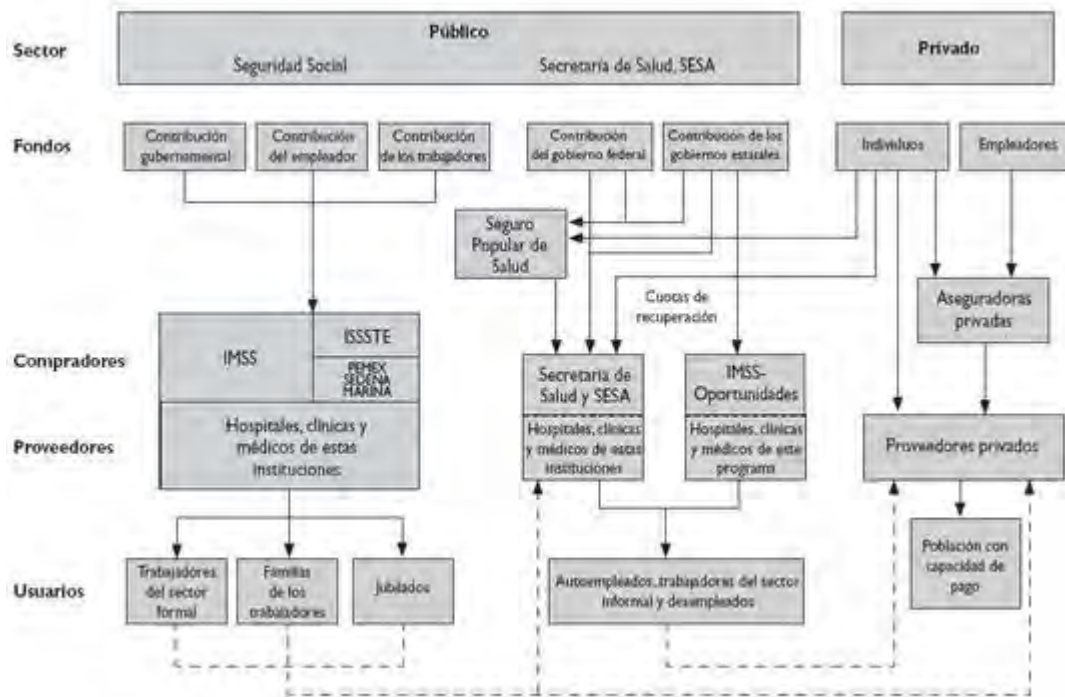 Sector
Público
Seguridad Social
Secretaría de Salud, SESA
Privado
Fondos
Contribución
gubernamental
Contribución
del empleador
Contribución
de los trabajadores
Contribución
del gobierno federal
Contribución de los
gobiernos estatales
Individuos
Empleadores
Seguro
Popular de
Salud
Cuotas de
recuperación
Aseguradoras
privadas
Compradores
IMSS
ISSSTE
PEMEX
SEDENA
MARINA
Secretaría de
Salud y SESA
IMSS-
Oportunidades
Proveedores
Hospitales, clínicas y
médicos de estas
instituciones
Hospitales, clínicas
y médicos de estas
instituciones
Hospitales, clínicas
y médicos de este
programa
Proveedores privados
Usuarios
Trabajadores
del sector
formal
Familias
de los
trabajadores
Jubilados
Autoempleados, trabajadores del sector
informal y desempleados
Población con
capacidad de
pago